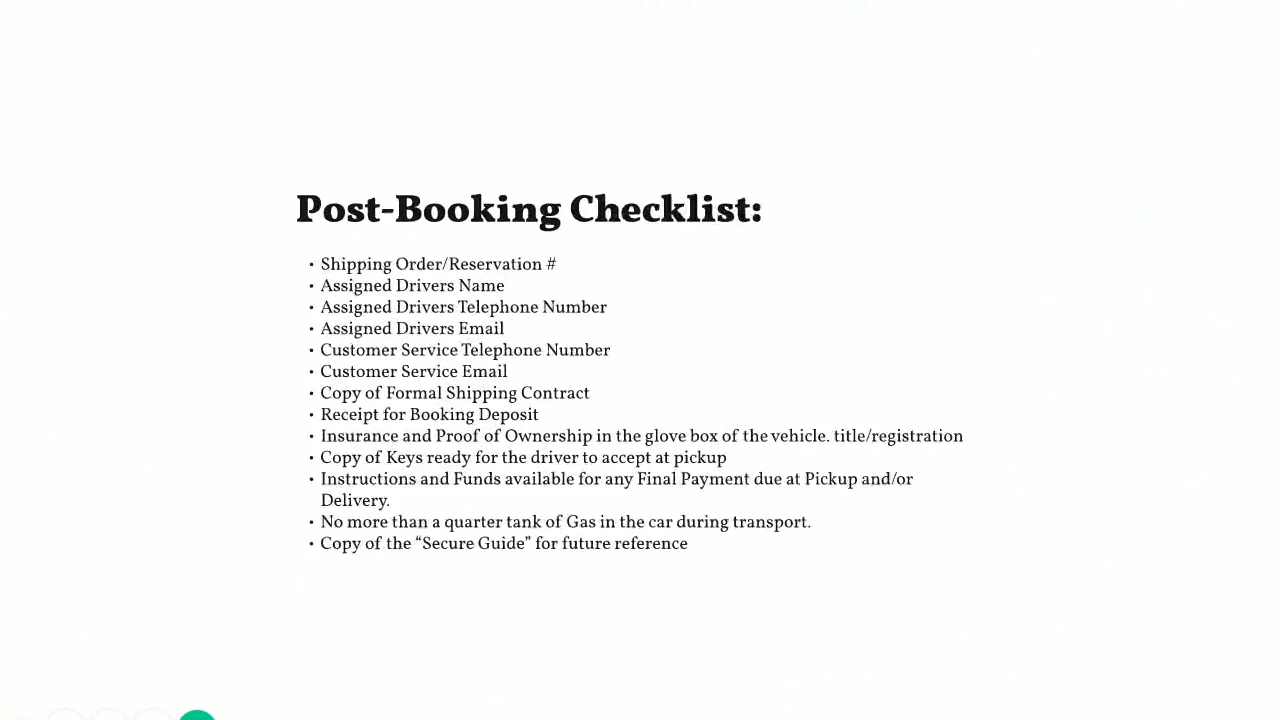 Post-Booking Checklist:
• Shipping Order/Reservation #
• Assigned Drivers Name
• Assigned Drivers Telephone Number
• Assigned Drivers Email
• Customer Service Telephone Number
• Customer Service Email
• Copy of Formal Shipping Contract
• Receipt for Booking Deposit
• Insurance and Proof of Ownership in the glove box of the vehicle. title/registration
• Copy of Keys ready for the driver to accept at pickup
• Instructions and Funds available for any Final Payment due at Pickup and/or
Delivery.
• No more than a quarter tank of Gas in the car during transport.
• Copy of the “Secure Guide” for future reference